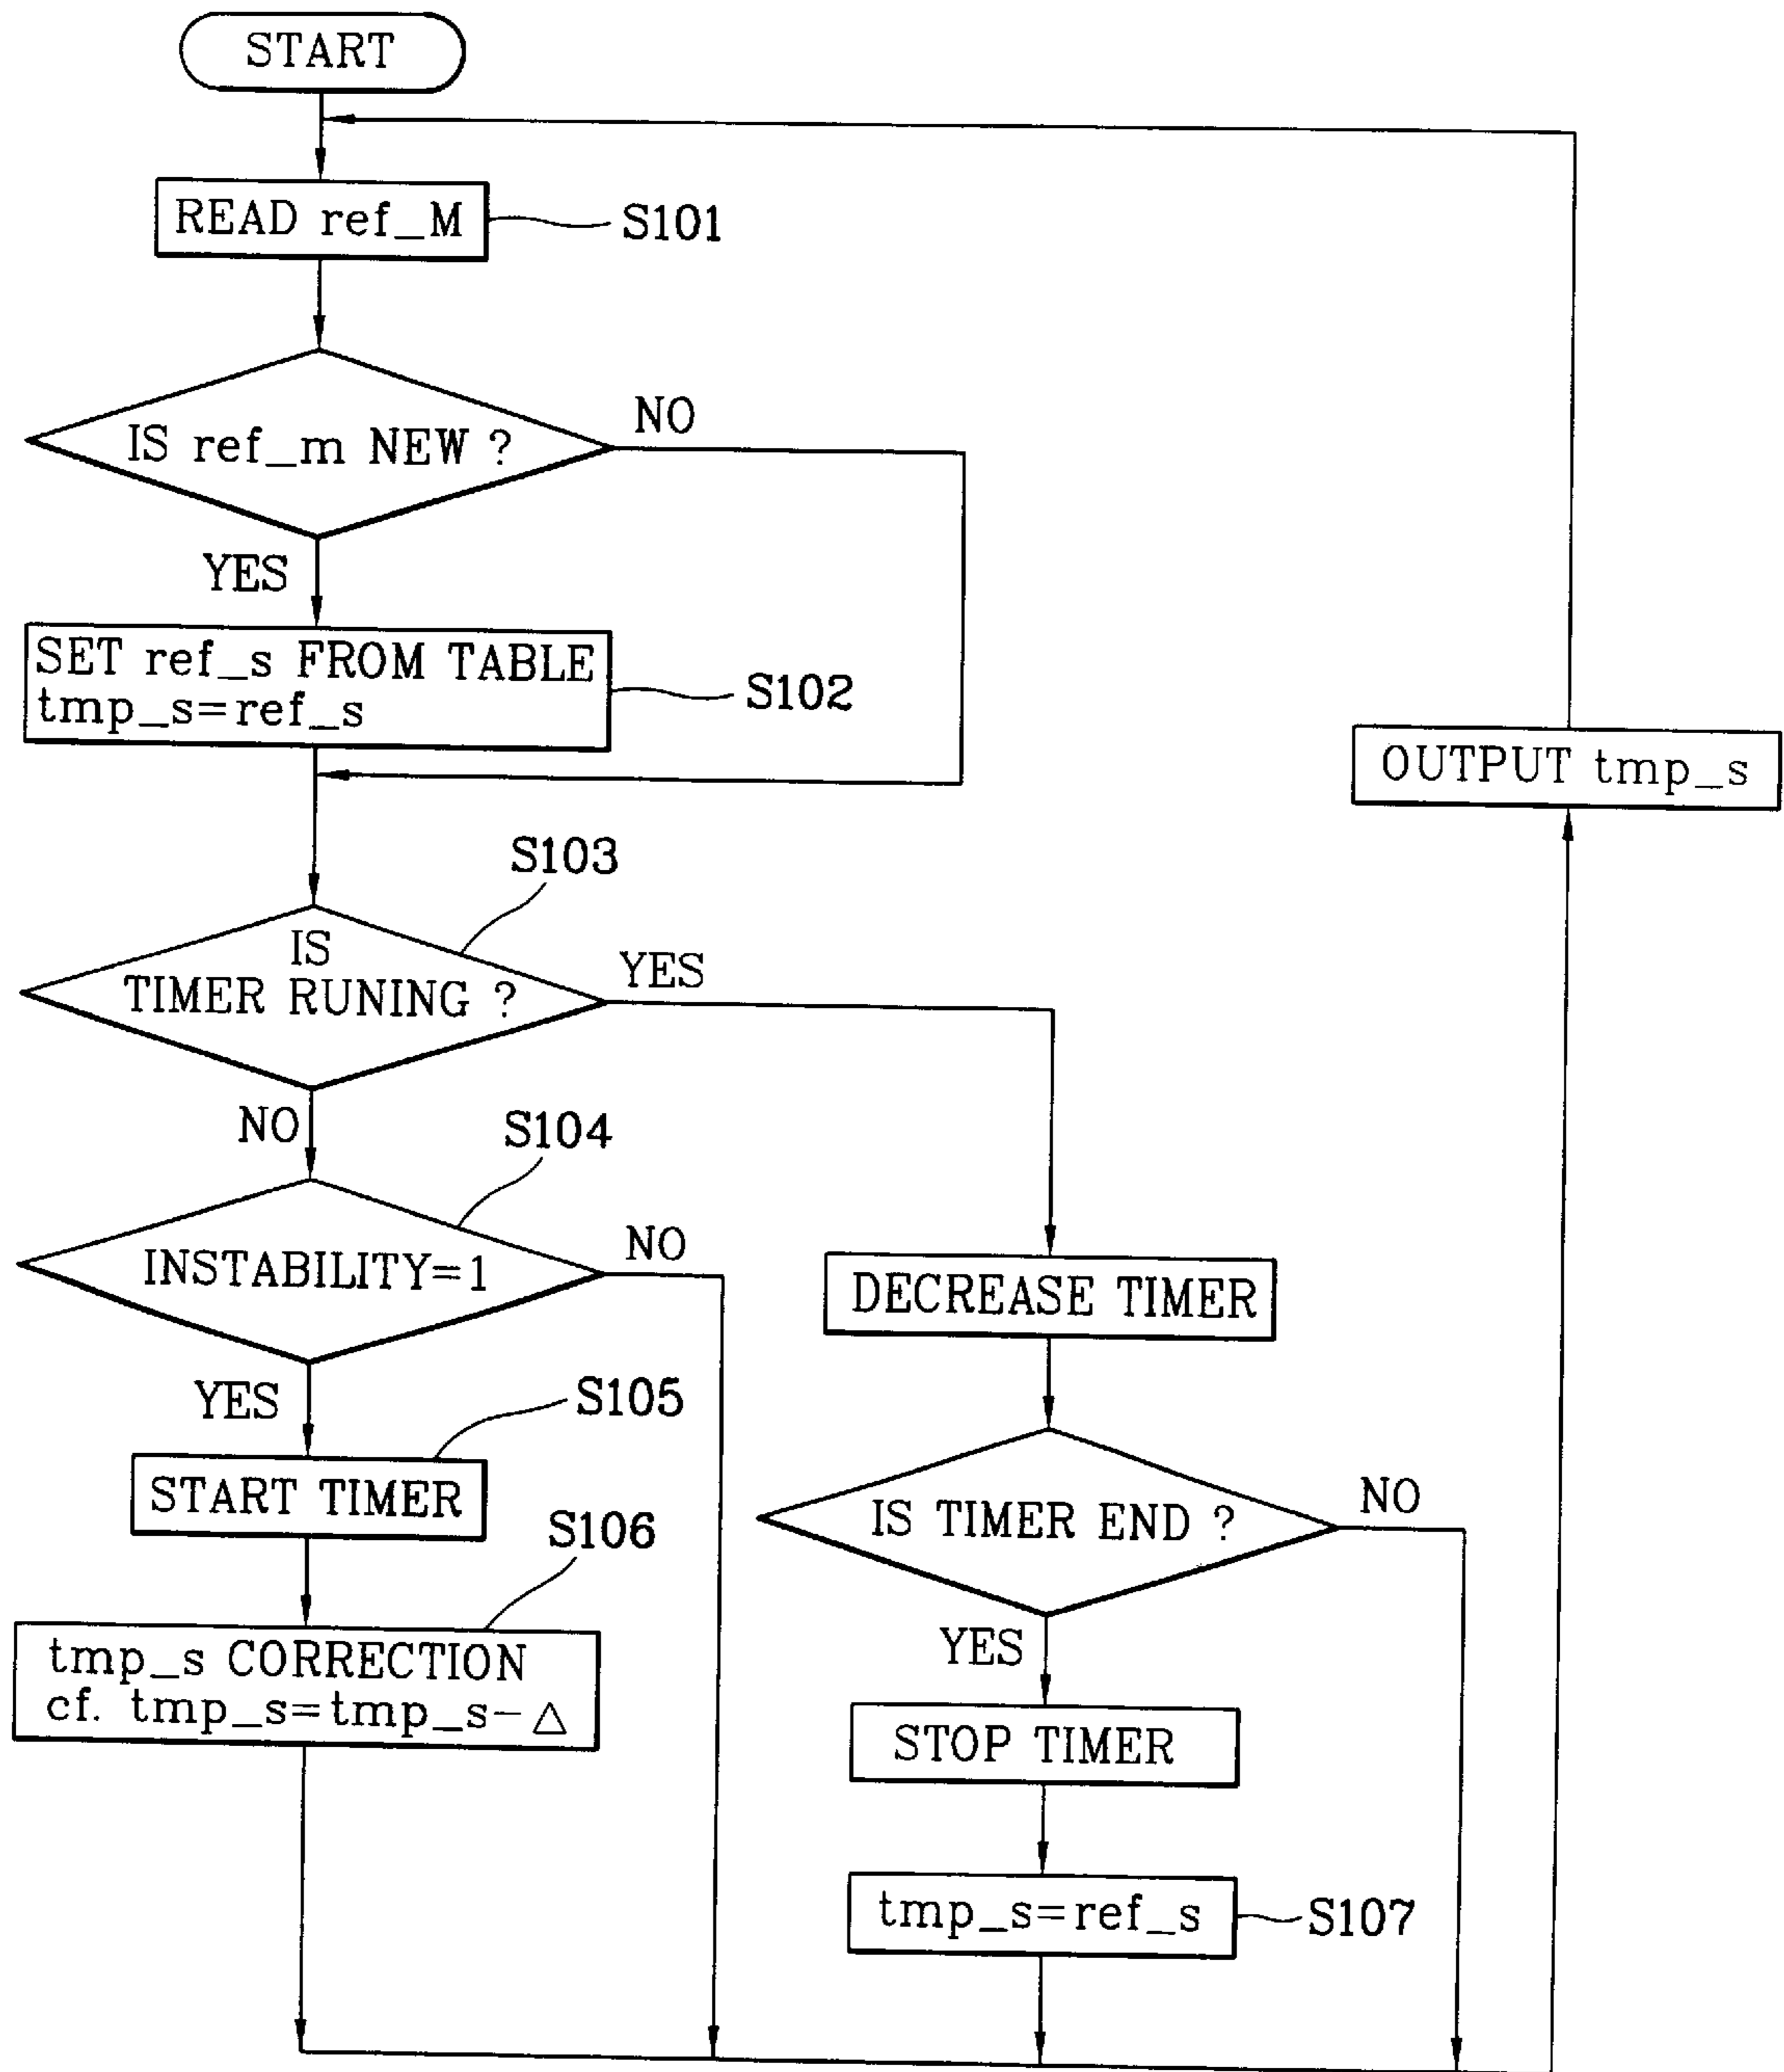 START
READ ref_M
S101
IS ref_m NEW ?
NO
YES
SET ref_s FROM TABLE
tmp_s=ref_s
S102
OUTPUT tmp_s
S103
IS
TIMER RUNING ?
YES
NO
S104
INSTABILITY=1
NO
DECREASE TIMER
YES
S105
START TIMER
IS TIMER END ?
NO
S106
tmp_s CORRECTION
cf. tmp_s=tmp_s-△
YES
STOP TIMER
tmp_s=ref_s
S107